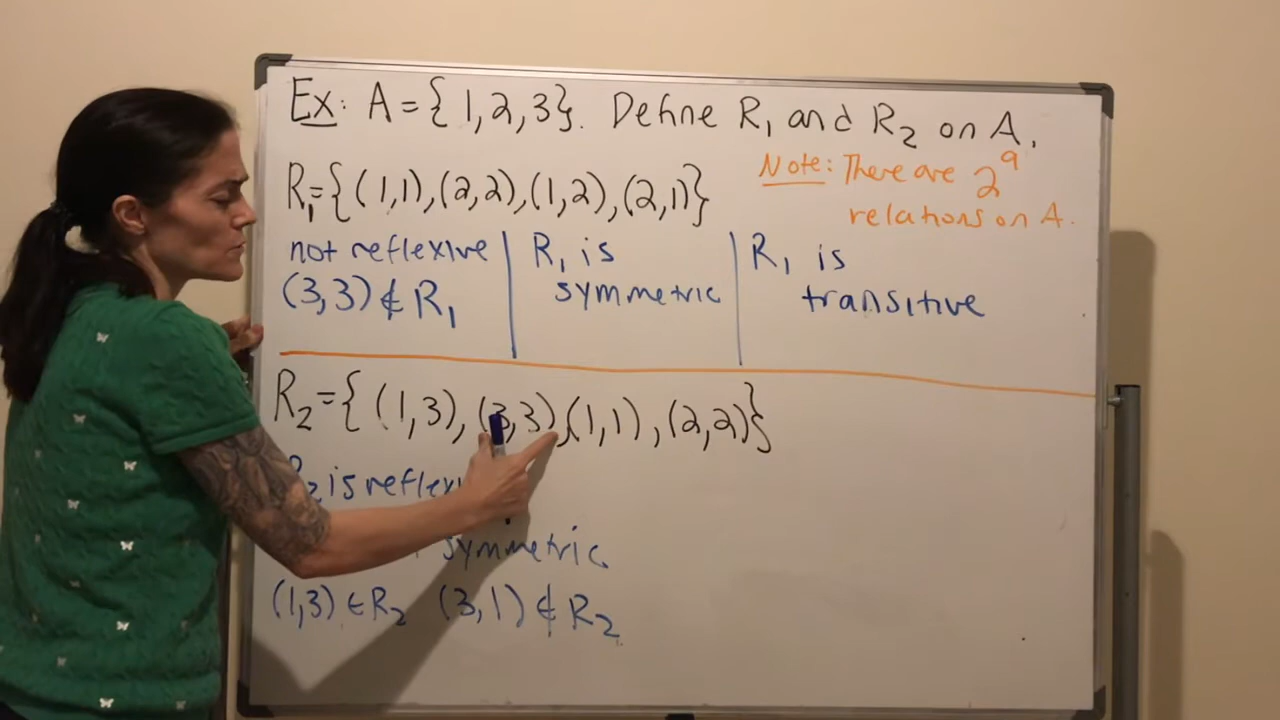 Ex: A = {1,2,3}. Define R₁ and R₂ on A.
R₁={(1,1),(2,2),(1,2),(2,1)}
Note: There are 2⁹
relations on A.
not reflexive
(3,3)∉R₁
R₁ is
symmetric
R₁ is
transitive
R₂={(1,3),(3,3),(1,1),(2,2)}
is
symmetric
(1,3)∈R₂ (3,1)∉R₂